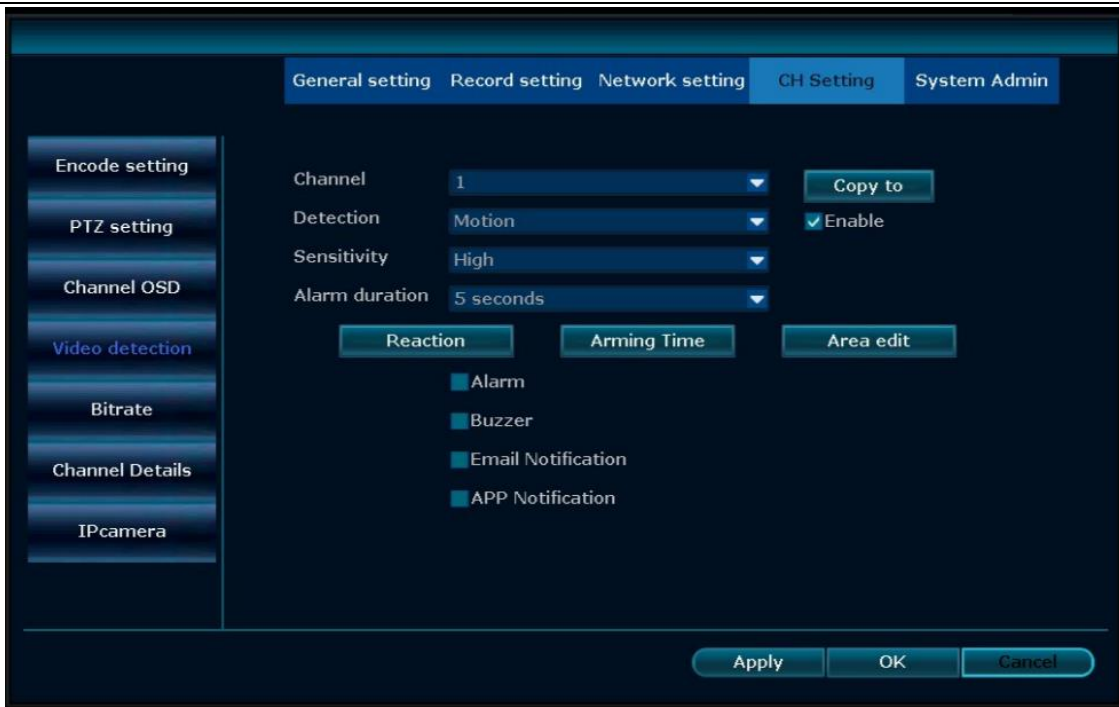 General setting Record setting Network setting CH Setting System Admin
Encode setting
PTZ setting
Channel OSD
Video detection
Bitrate
Channel Details
IPcamera
Channel 1 Copy to
Detection Motion Enable
Sensitivity High
Alarm duration 5 seconds
Reaction Arming Time Area edit
Alarm
Buzzer
Email Notification
APP Notification
Apply OK Cancel